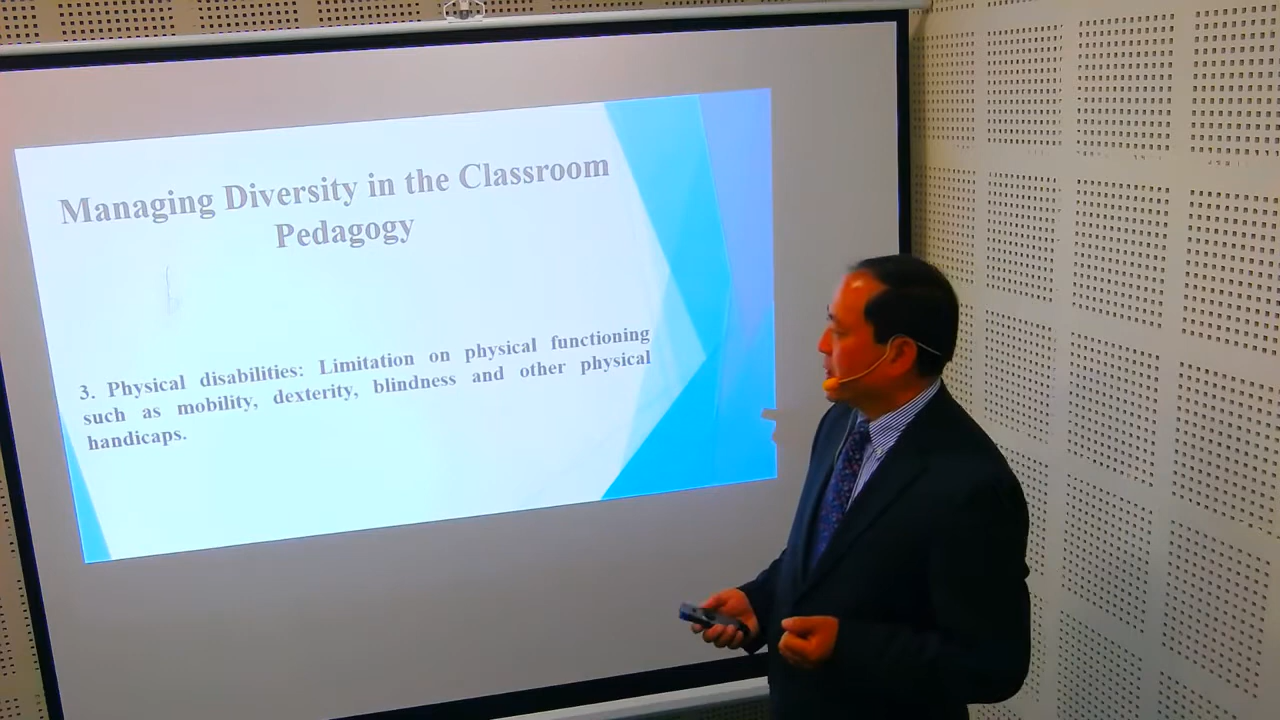 Managing Diversity in the Classroom
Pedagogy
3. Physical disabilities: Limitation on physical functioning
such as mobility, dexterity, blindness and other physical
handicaps.